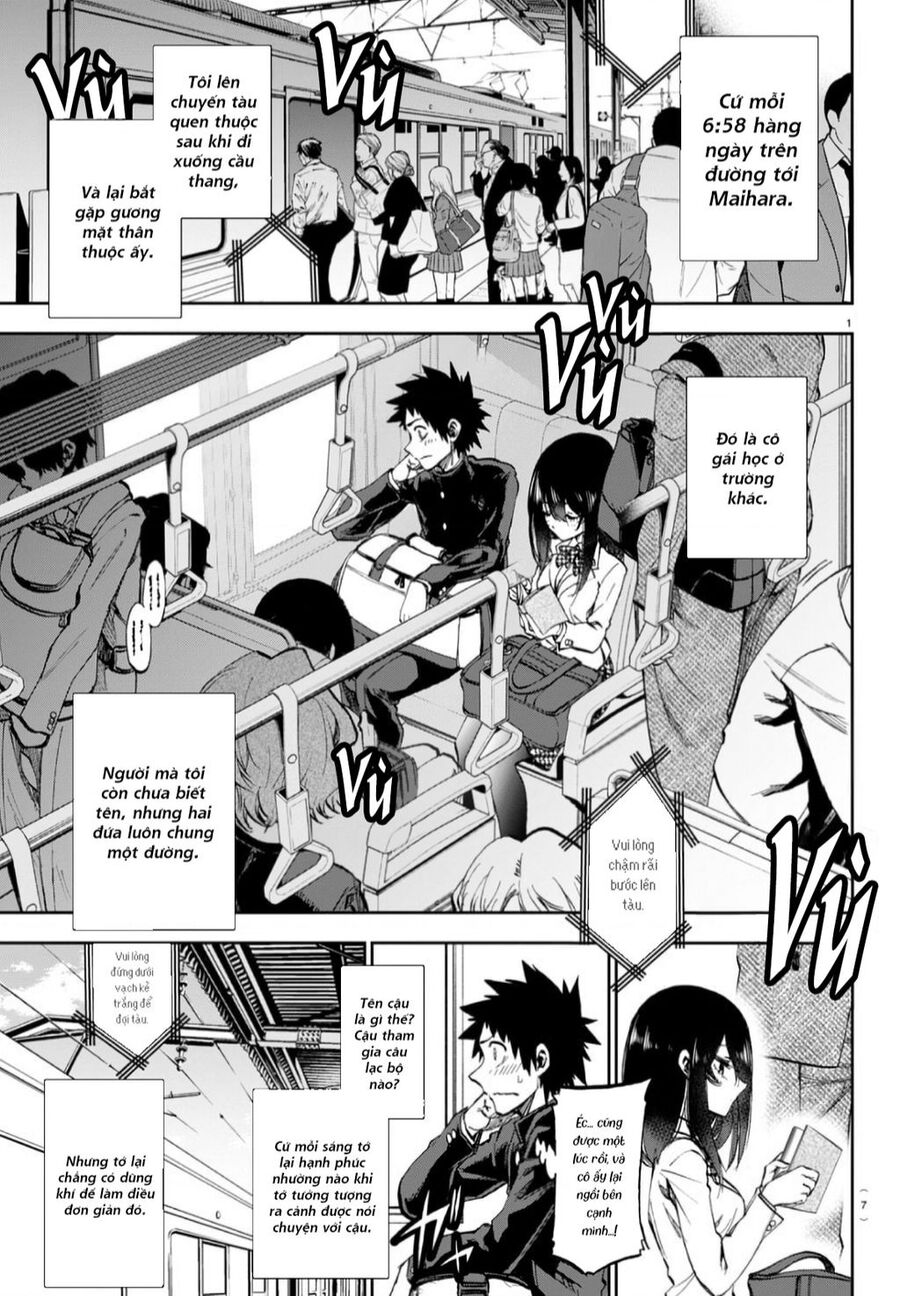 Cứ mỗi
6:58 hàng
ngày trên
đường tới
Maihara.
VÙ
Tôi lên
chuyến tàu
quen thuộc
sau khi đi
xuống cầu
thang,
VÙ
Và lại bắt
gặp gương
mặt thân
thuộc ấy.
1
VÙ
VÙ
Đó là cô
gái học ở
trường
khác.
Người mà tôi
còn chưa biết
tên, nhưng hai
đứa luôn chung
một đường.
VÙ
Vui lòng
chậm rãi
bước lên
tàu.
VÙ
Éc... cũng
được một
lúc rồi, và
cô ấy lại
ngồi bên
cạnh
mình...!
Tên cậu
là gì thế?
Cậu tham
gia câu
lạc bộ
nào?
Cứ mỗi sáng tớ
lại hạnh phúc
nhường nào khi
tớ tưởng tượng
ra cảnh được nói
chuyện với cậu.
Vui lòng
đứng dưới
vạch kẻ
trắng để
đợi tàu.
Nhưng tớ lại
chẳng có dũng
khí để làm điều
đơn giản đó.
(7)